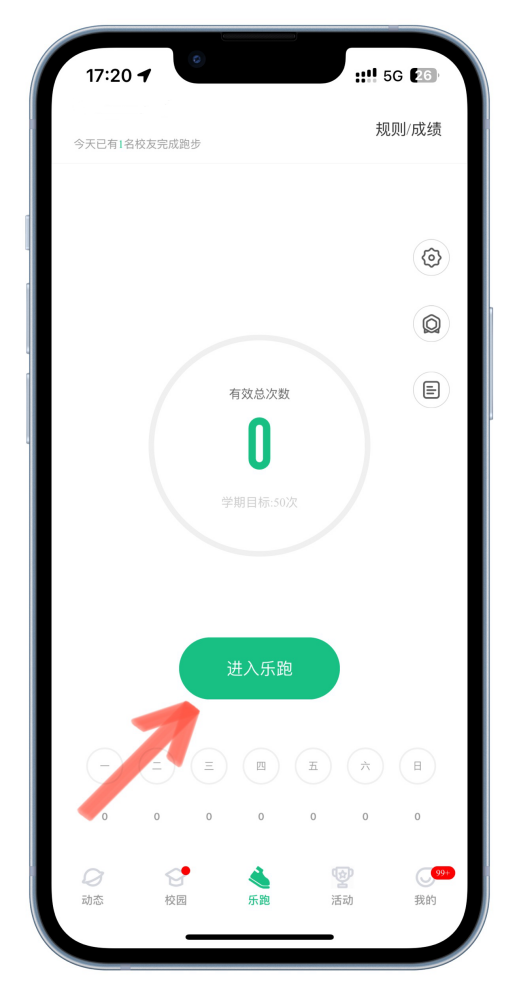 17:20
5G 26
规则/成绩
今天已有1名校友完成跑步
有效总次数
0
学期目标:50次
进入乐跑
一 二 三 四 五 六 日
0 0 0 0 0 0 0
99+
动态 校园 乐跑 活动 我的